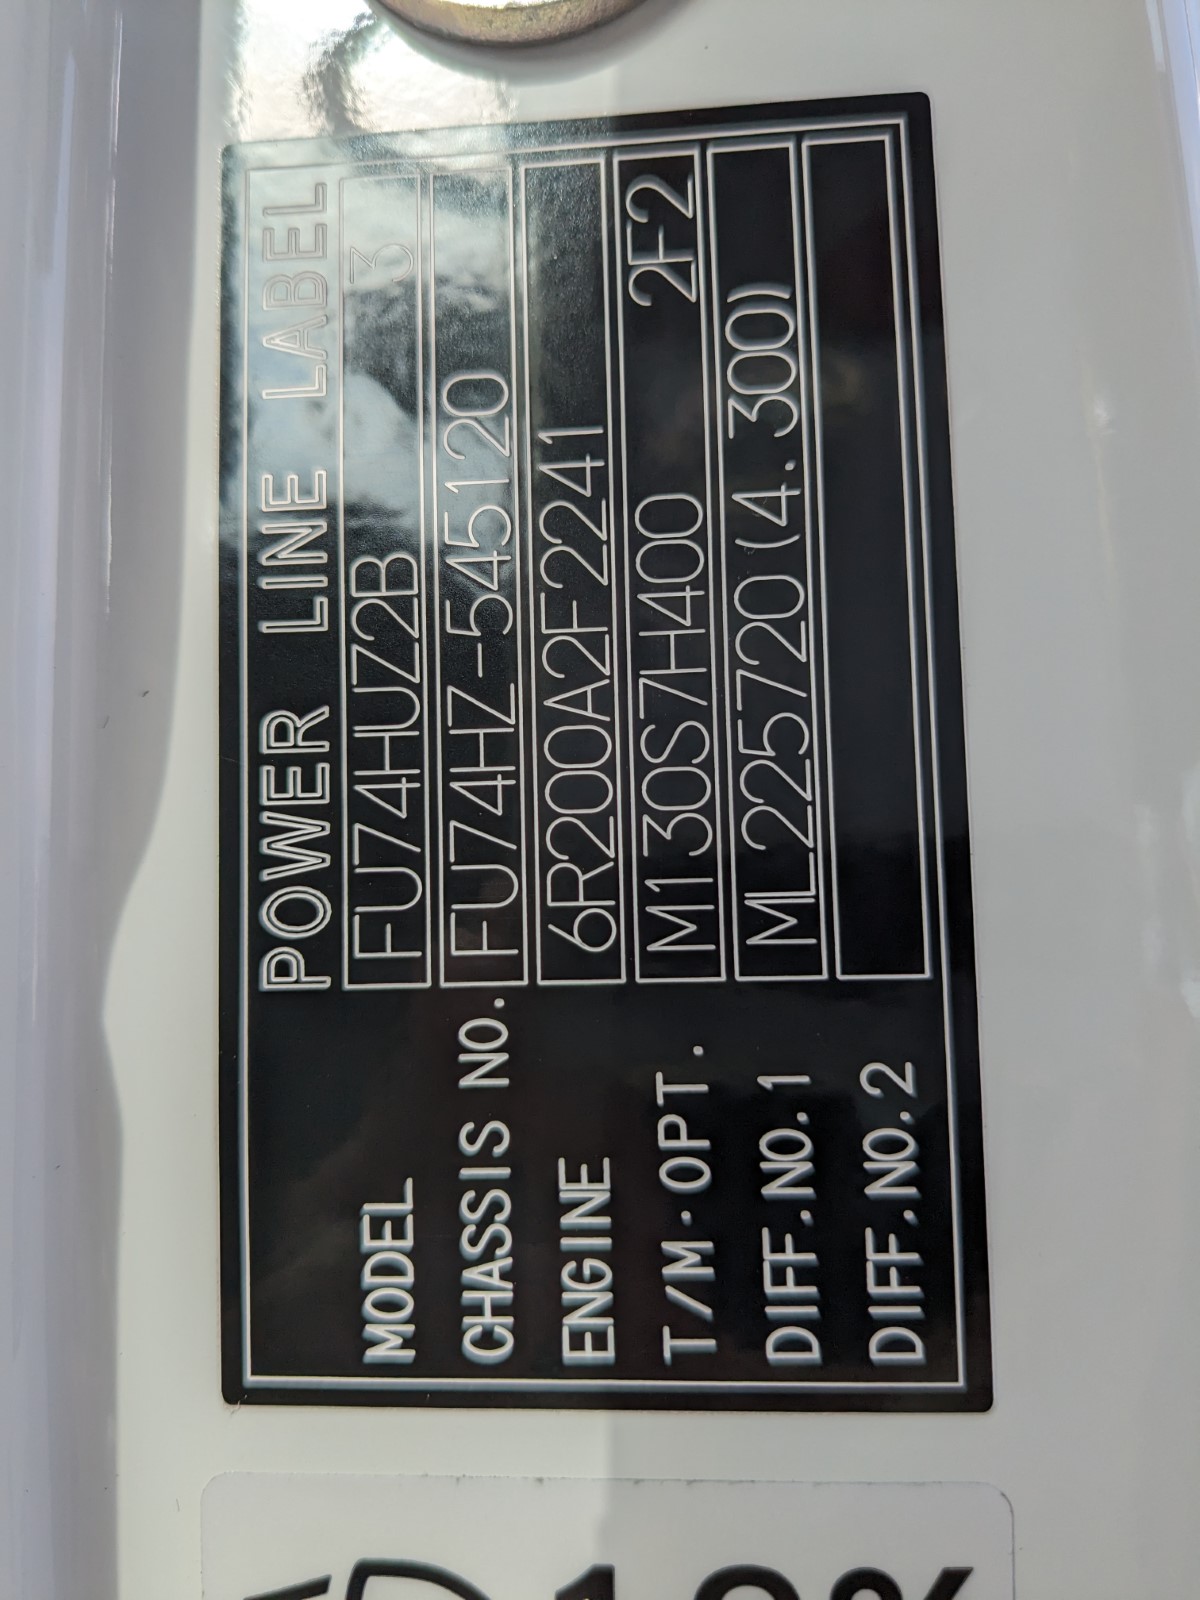 POWER LINE LABEL
MODEL FU74HUZ2B 3
CHASSIS NO. FU74HZ-545120
ENGINE 6R200A2F2241
T/M·OPT. M130S7H400 2F2
DIFF.NO.1 ML225720(4.300)
DIFF.NO.2